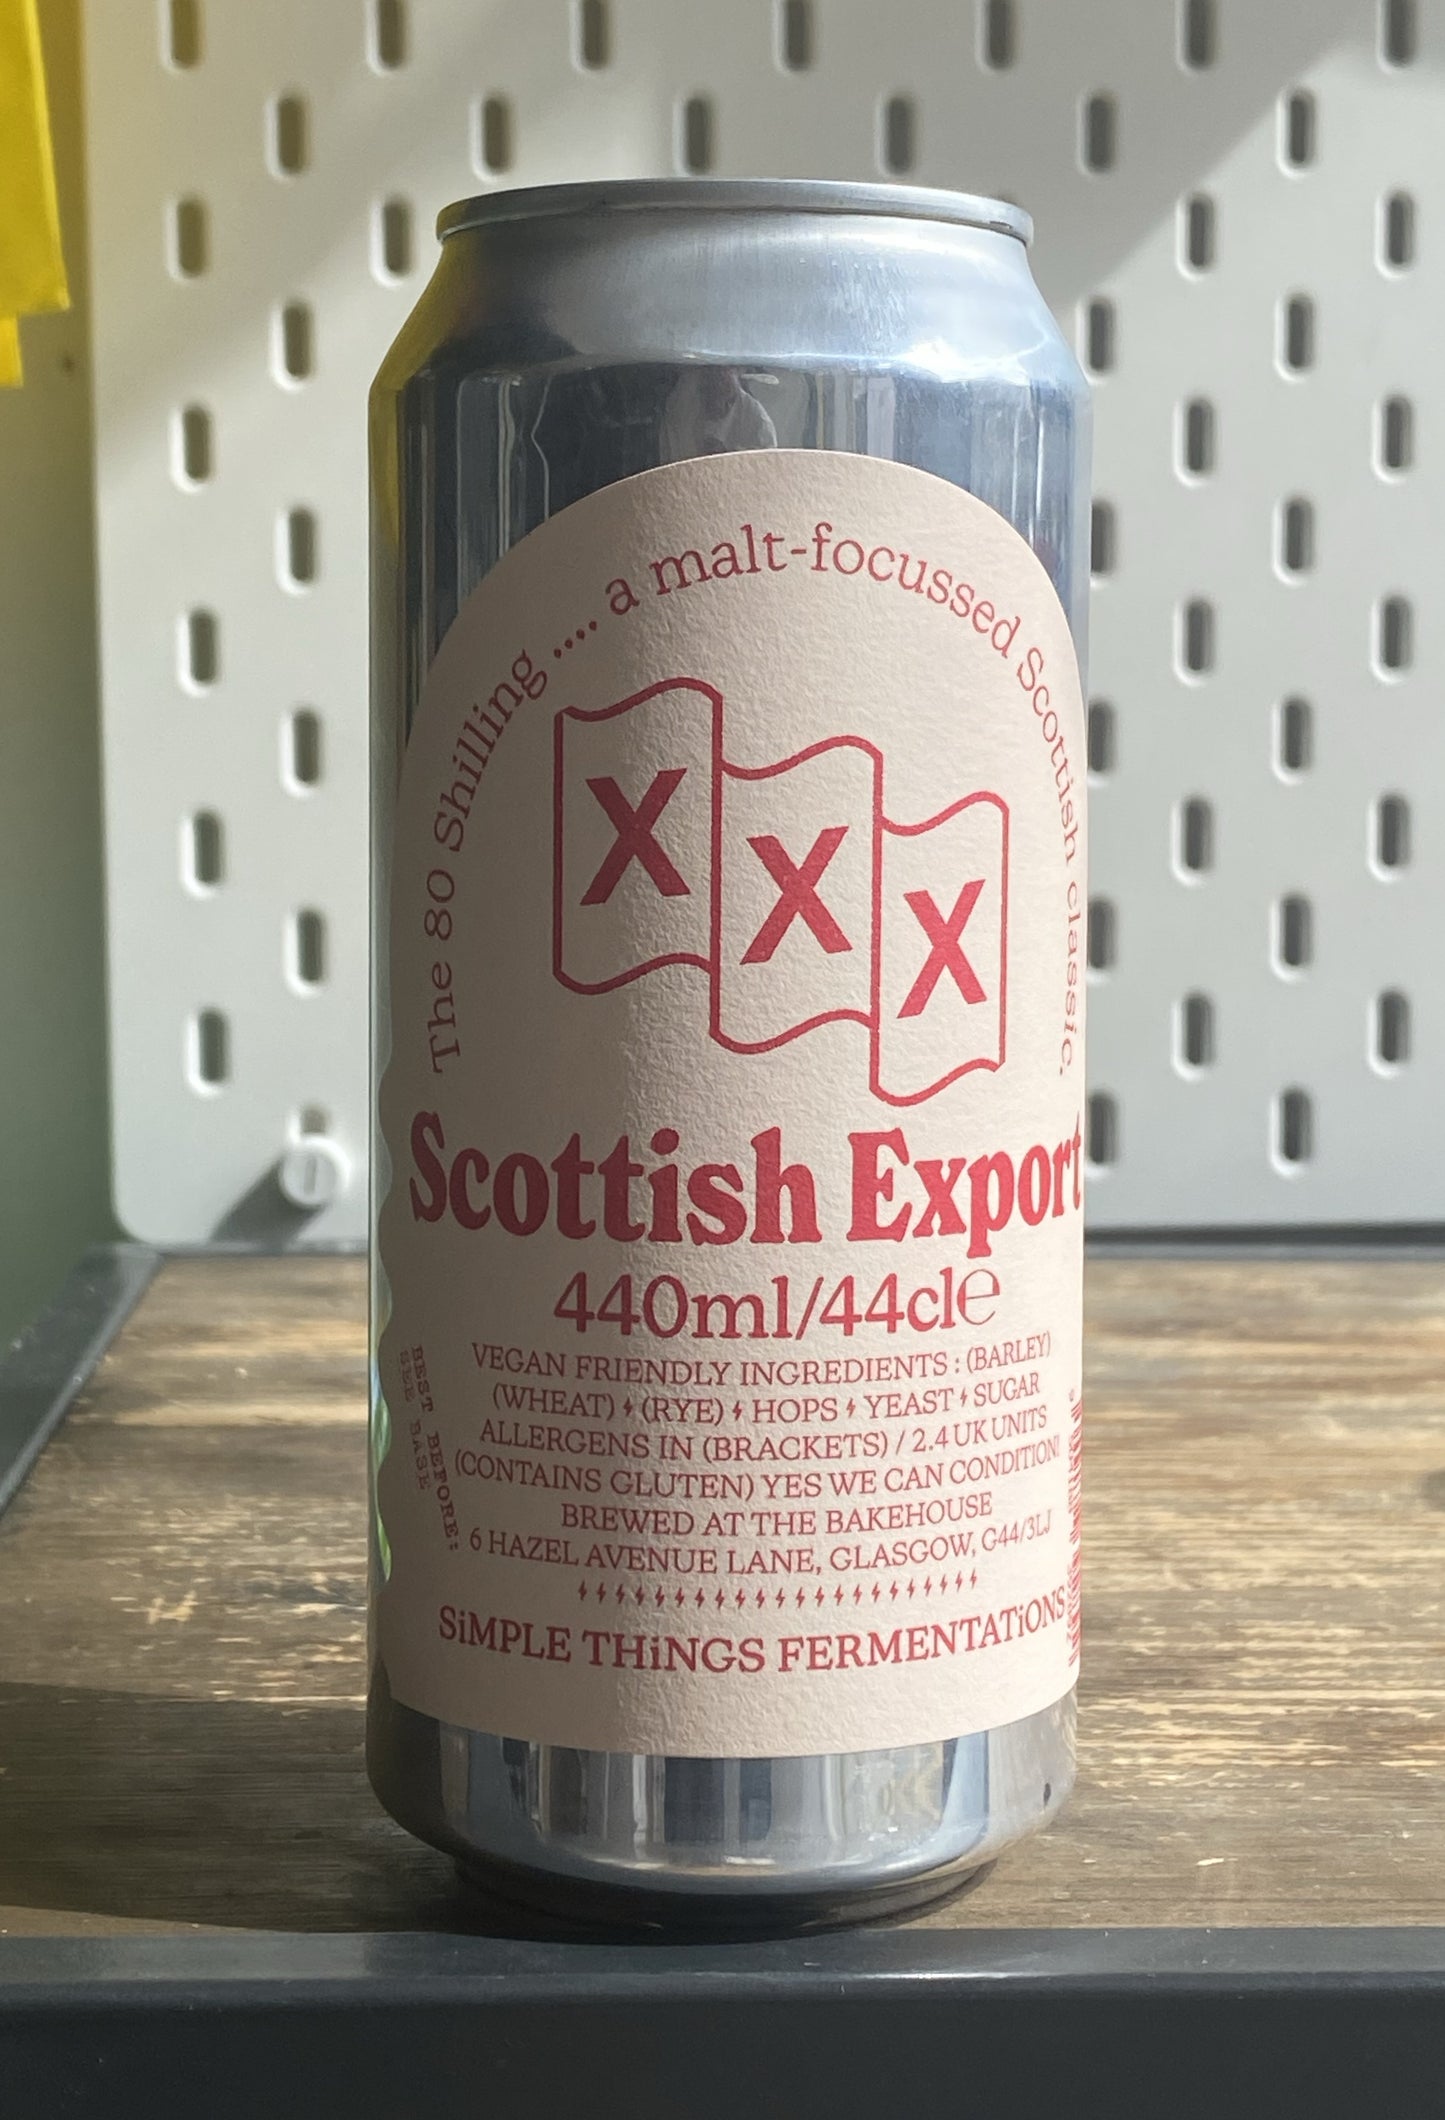 The 80 Shilling .... a malt-focussed Scottish classic.
X X X
Scottish Export
440ml/44cl℮
VEGAN FRIENDLY INGREDIENTS : (BARLEY)
(WHEAT) ϟ (RYE) ϟ HOPS ϟ YEAST ϟ SUGAR
ALLERGENS IN (BRACKETS) / 2.4 UK UNITS
(CONTAINS GLUTEN) YES WE CAN CONDITION!
BREWED AT THE BAKEHOUSE
6 HAZEL AVENUE LANE, GLASGOW, G44/3LJ
SiMPLE THiNGS FERMENTATiONS
BEST BEFORE:
SEE BASE